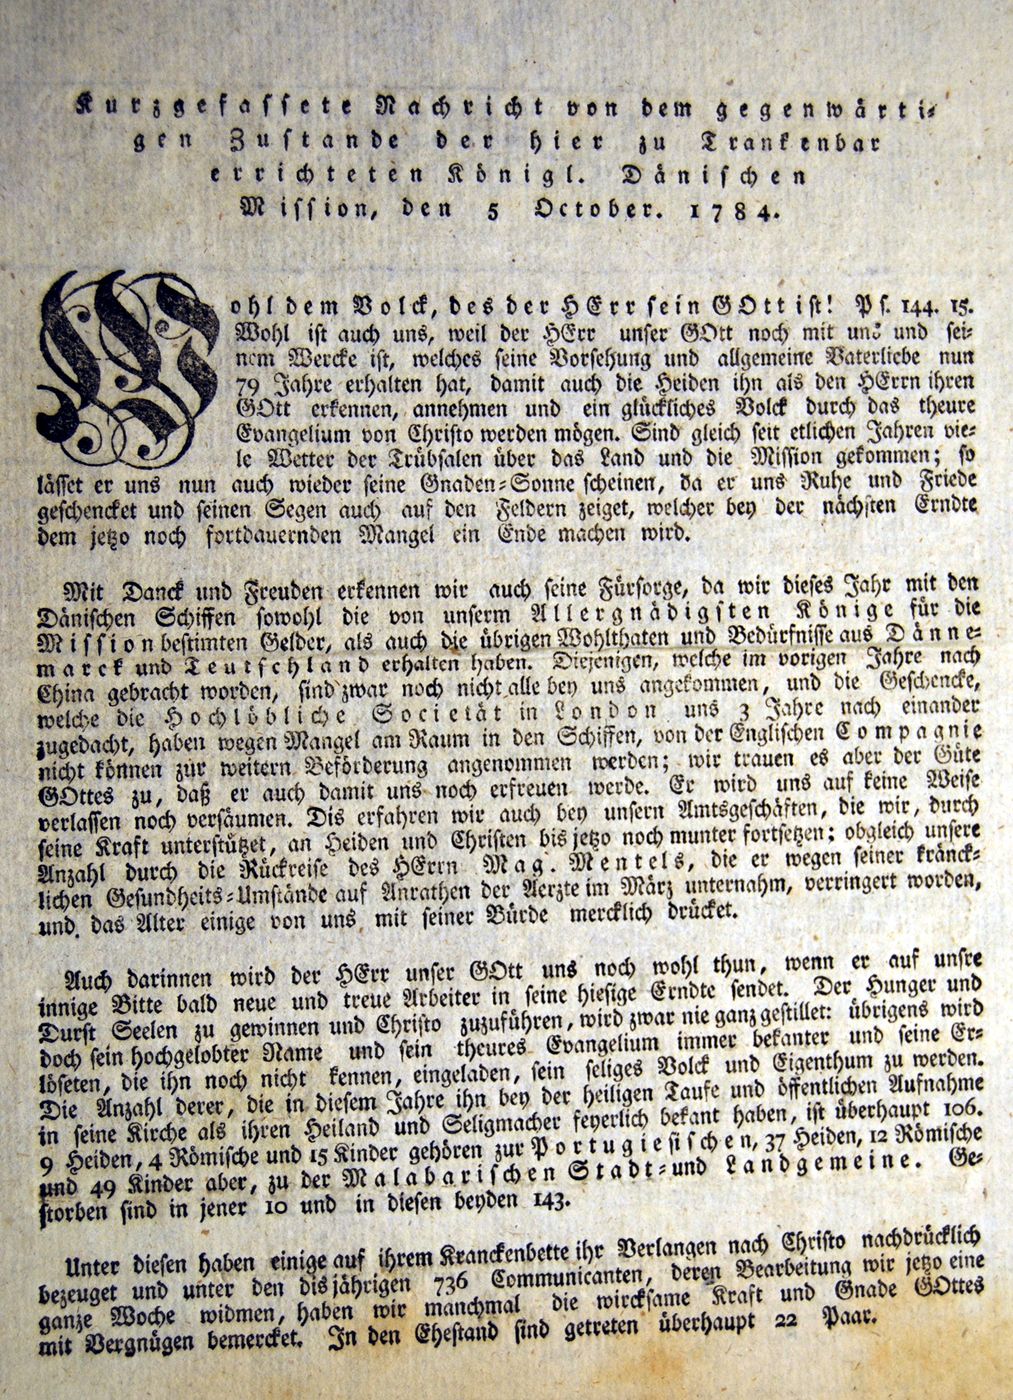 Kurzgefassete Nachricht von dem gegenwärti-
gen Zustande der hier zu Trankenbar
errichteten Königl. Dänischen
Mission, den 5 October. 1784.
Wohl dem Volck, des der HErr sein GOtt ist! Ps. 144. 15.
Wohl ist auch uns, weil der HErr unser GOtt noch mit uns und sei-
nem Wercke ist, welches seine Vorsehung und allgemeine Vaterliebe nun
79 Jahre erhalten hat, damit auch die Heiden ihn als den HErrn ihren
GOtt erkennen, annehmen und ein glückliches Volck durch das theure
Evangelium von Christo werden mögen. Sind gleich seit etlichen Jahren vie-
le Wetter der Trübsalen über das Land und die Mission gekommen; so
lässet er uns nun auch wieder seine Gnaden-Sonne scheinen, da er uns Ruhe und Friede
geschencket und seinen Segen auch auf den Feldern zeiget, welcher bey der nächsten Erndte
dem jetzo noch fortdauernden Mangel ein Ende machen wird.
Mit Danck und Freuden erkennen wir auch seine Fürsorge, da wir dieses Jahr mit den
Dänischen Schiffen sowohl die von unserm Allergnädigsten Könige für die
Mission bestimten Gelder, als auch die übrigen Wohlthaten und Bedürfnisse aus Dänne-
marck und Teutschland erhalten haben. Diejenigen, welche im vorigen Jahre nach
China gebracht worden, sind zwar noch nicht alle bey uns angekommen, und die Geschencke,
welche die Hochlöbliche Societät in London uns 3 Jahre nach einander
zugedacht, haben wegen Mangel am Raum in den Schiffen, von der Englischen Compagnie
nicht können zur weitern Beförderung angenommen werden; wir trauen es aber der Güte
GOttes zu, daß er auch damit uns noch erfreuen werde. Er wird uns auf keine Weise
verlassen noch versäumen. Dis erfahren wir auch bey unsern Amtsgeschäften, die wir, durch
seine Kraft unterstützet, an Heiden und Christen bis jetzo noch munter fortsetzen; obgleich unsere
Anzahl durch die Rückreise des HErrn Mag. Mentels, die er wegen seiner kränck-
lichen Gesundheits-Umstände auf Anrathen der Aerzte im März unternahm, verringert worden,
und das Alter einige von uns mit seiner Bürde mercklich drücket.
Auch darinnen wird der HErr unser GOtt uns noch wohl thun, wenn er auf unsre
innige Bitte bald neue und treue Arbeiter in seine hiesige Erndte sendet. Der Hunger und
Durst Seelen zu gewinnen und Christo zuzuführen, wird zwar nie ganz gestillet: übrigens wird
doch sein hochgelobter Name und sein theures Evangelium immer bekanter und seine Er-
löseten, die ihn noch nicht kennen, eingeladen, sein seliges Volck und Eigenthum zu werden.
Die Anzahl derer, die in diesem Jahre ihn bey der heiligen Taufe und öffentlichen Aufnahme
in seine Kirche als ihren Heiland und Seligmacher feyerlich bekant haben, ist überhaupt 106.
9 Heiden, 4 Römische und 15 Kinder gehören zur Portugiesischen, 37 Heiden, 12 Römische
und 49 Kinder aber, zu der Malabarischen Stadt- und Landgemeine. Ge-
storben sind in jener 10 und in diesen beyden 143.
Unter diesen haben einige auf ihrem Kranckenbette ihr Verlangen nach Christo nachdrücklich
bezeuget und unter den disjährigen 736 Communicanten, deren Bearbeitung wir jetzo eine
ganze Woche widmen, haben wir manchmal die wircksame Kraft und Gnade GOttes
mit Vergnügen bemercket. In den Ehestand sind getreten überhaupt 22 Paar.